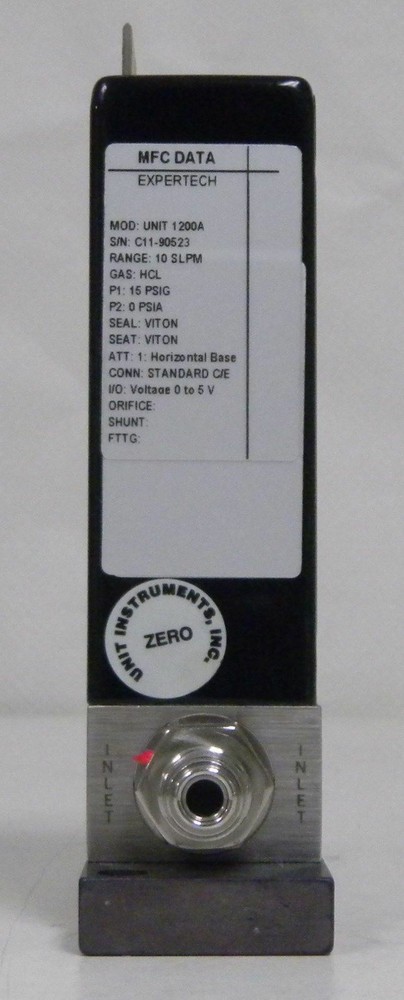 MFC DATA
EXPERTECH
MOD: UNIT 1200A
S/N: C11-90523
RANGE: 10 SLPM
GAS: HCL
P1: 15 PSIG
P2: 0 PSIA
SEAL: VITON
SEAT: VITON
ATT: 1: Horizontal Base
CONN: STANDARD C/E
I/O: Voltage 0 to 5 V
ORIFICE:
SHUNT:
FTTG:
UNIT INSTRUMENTS, INC.
ZERO
INLET
INLET